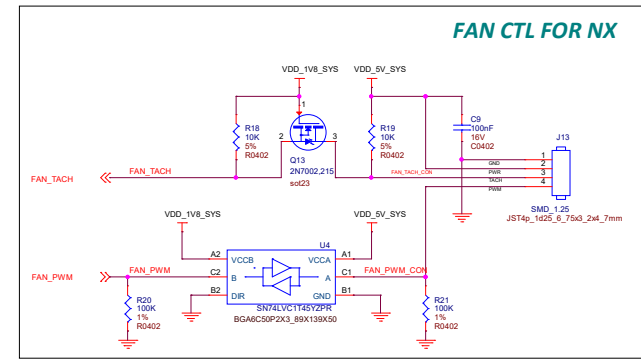 FAN CTL FOR NX
VDD_1V8_SYS
VDD_5V_SYS
1
R18
10K
5%
R0402
2
3
Q13
2N7002,215
sot23
R19
10K
5%
R0402
C9
100nF
16V
C0402
J13
FAN_TACH
FAN_TACH
FAN_TACH_CON
GND
PWR
TACH
PWM
1
2
3
4
SMD_1.25
JST4p_1d25_6_75x3_2x4_7mm
VDD_1V8_SYS
VDD_5V_SYS
U4
A2
VCCB
VCCA
A1
FAN_PWM
FAN_PWM
C2
B
A
C1
FAN_PWM_CON
B2
DIR
GND
B1
SN74LVC1T45YZPR
BGA6C50P2X3_89X139X50
R20
100K
1%
R0402
R21
100K
1%
R0402